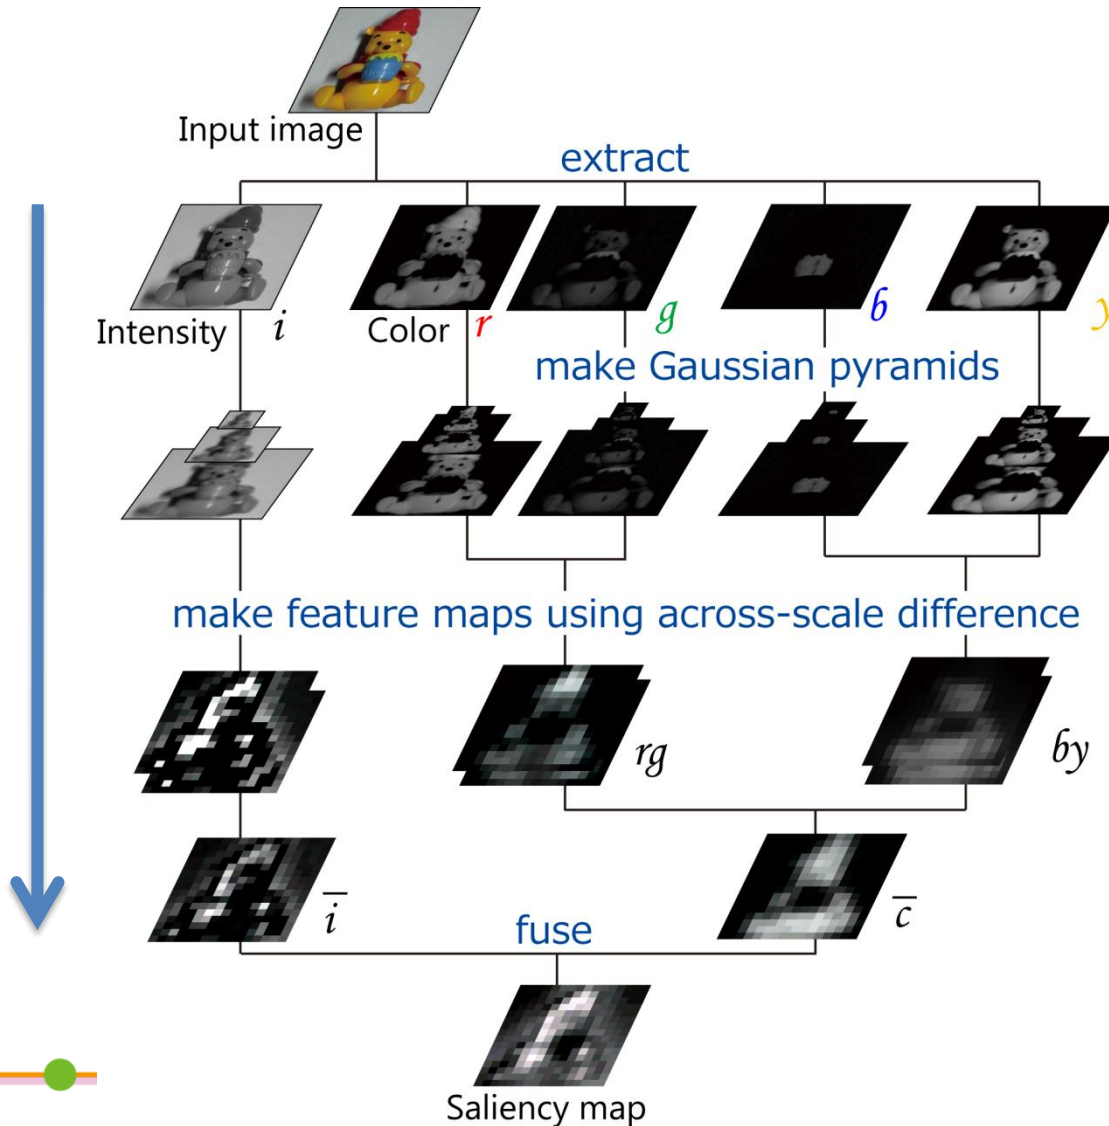 Input image
extract
Intensity
i
Color
r
g
b
y
make Gaussian pyramids
make feature maps using across-scale difference
rg
by
i
c
fuse
Saliency map